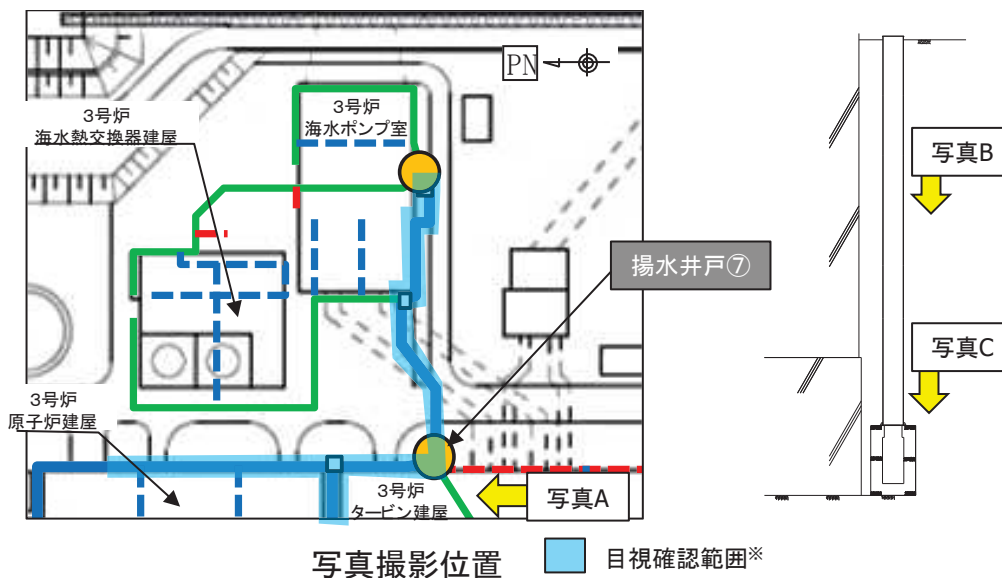 PN
3号炉
海水熱交換器建屋
3号炉
海水ポンプ室
写真B
揚水井戸⑦
写真C
3号炉
原子炉建屋
3号炉
タービン建屋
写真A
写真撮影位置
目視確認範囲※